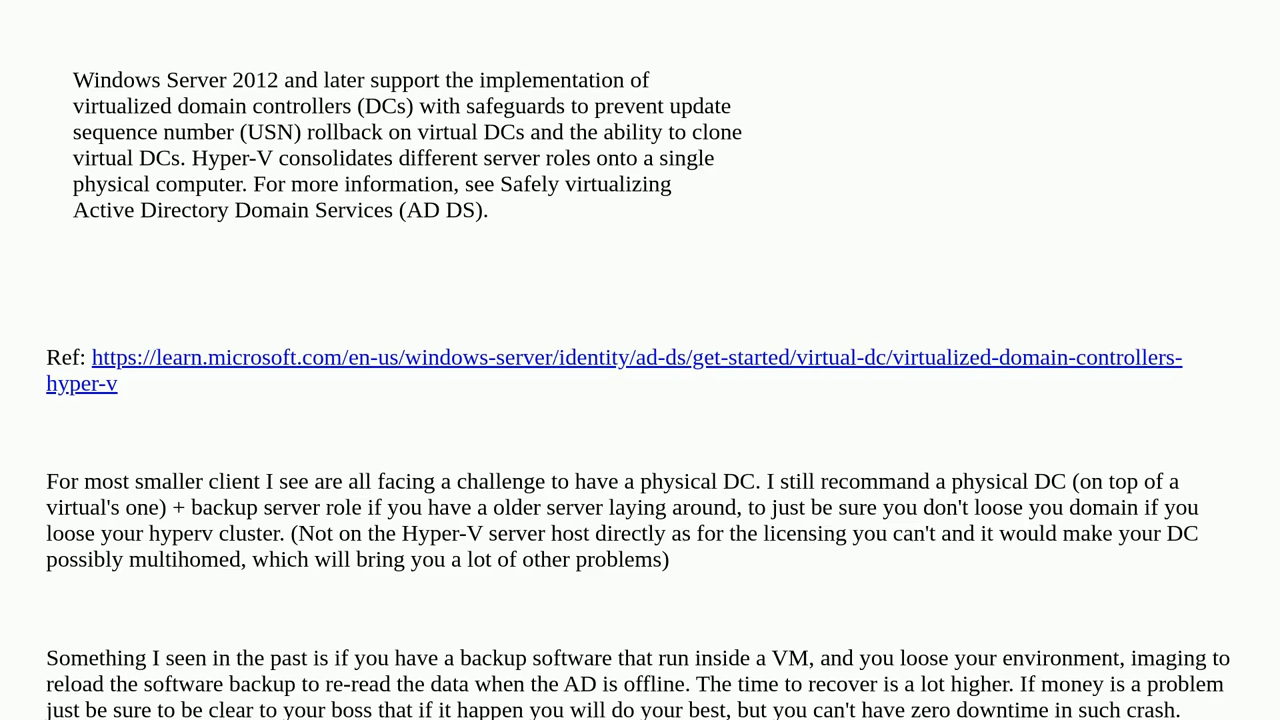 Windows Server 2012 and later support the implementation of
virtualized domain controllers (DCs) with safeguards to prevent update
sequence number (USN) rollback on virtual DCs and the ability to clone
virtual DCs. Hyper-V consolidates different server roles onto a single
physical computer. For more information, see Safely virtualizing
Active Directory Domain Services (AD DS).
Ref: https://learn.microsoft.com/en-us/windows-server/identity/ad-ds/get-started/virtual-dc/virtualized-domain-controllers-
hyper-v
For most smaller client I see are all facing a challenge to have a physical DC. I still recommand a physical DC (on top of a
virtual's one) + backup server role if you have a older server laying around, to just be sure you don't loose you domain if you
loose your hyperv cluster. (Not on the Hyper-V server host directly as for the licensing you can't and it would make your DC
possibly multihomed, which will bring you a lot of other problems)
Something I seen in the past is if you have a backup software that run inside a VM, and you loose your environment, imaging to
reload the software backup to re-read the data when the AD is offline. The time to recover is a lot higher. If money is a problem
just be sure to be clear to your boss that if it happen you will do your best, but you can't have zero downtime in such crash.